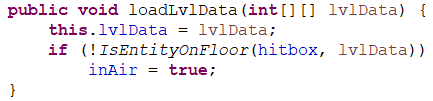 public void loadLvlData(int[][] lvlData) {
    this.lvlData = lvlData;
    if (!IsEntityOnFloor(hitbox, lvlData))
        inAir = true;
}